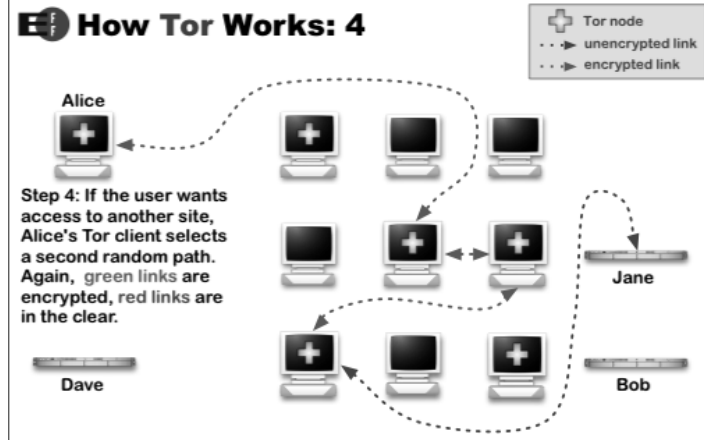 EFF How Tor Works: 4
Tor node
unencrypted link
encrypted link
Alice
Step 4: If the user wants
access to another site,
Alice's Tor client selects
a second random path.
Again, green links are
encrypted, red links are
in the clear.
Jane
Dave
Bob